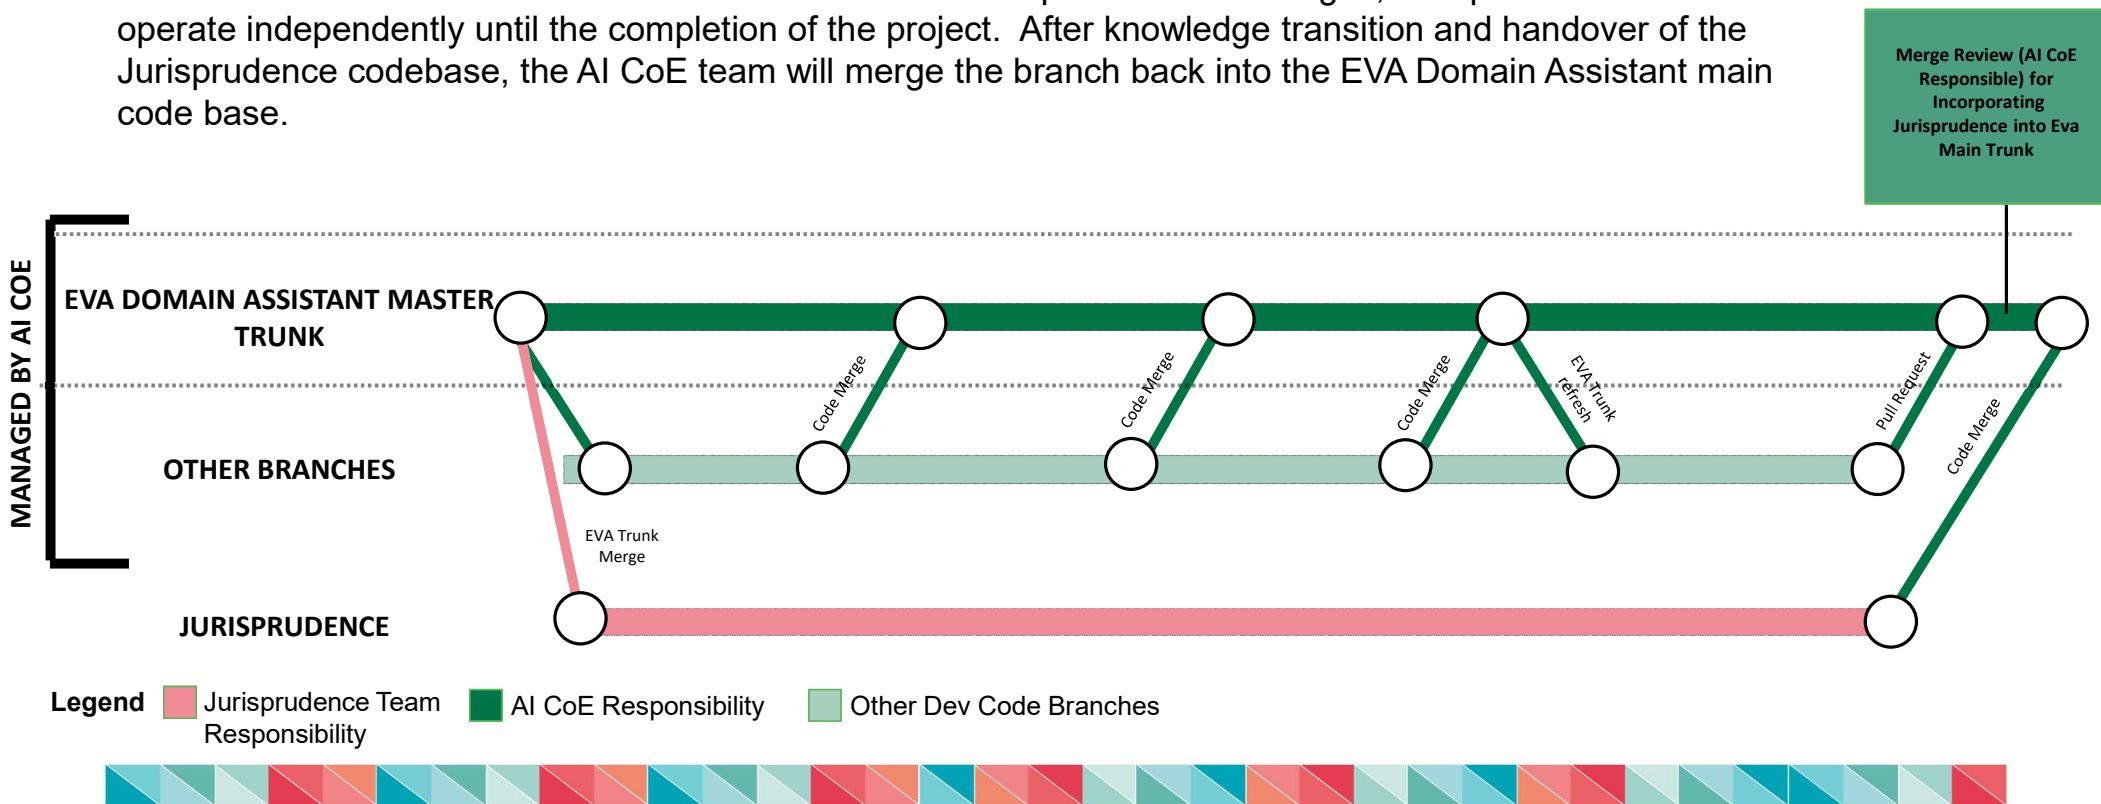 operate independently until the completion of the project. After knowledge transition and handover of the
Jurisprudence codebase, the AI CoE team will merge the branch back into the EVA Domain Assistant main
code base.
Merge Review (AI CoE
Responsible) for
Incorporating
Jurisprudence into Eva
Main Trunk
MANAGED BY AI COE
EVA DOMAIN ASSISTANT MASTER
TRUNK
Code Merge
Code Merge
Code Merge
EVA Trunk
refresh
Pull Request
Code Merge
OTHER BRANCHES
EVA Trunk
Merge
JURISPRUDENCE
Legend
Jurisprudence Team
Responsibility
AI CoE Responsibility
Other Dev Code Branches